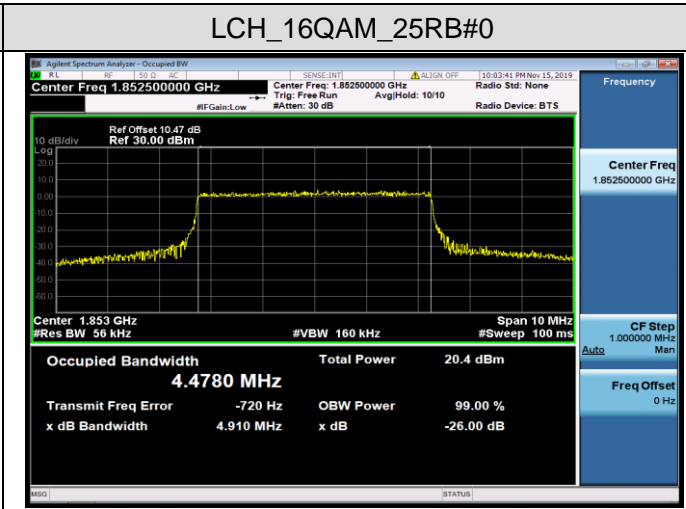 LCH_16QAM_25RB#0
Agilent Spectrum Analyzer - Occupied BW
RL RF 50 Ω AC SENSE:INT ALIGN OFF 10:03:41 PM Nov 15, 2019
Center Freq 1.852500000 GHz
Center Freq: 1.852500000 GHz
Radio Std: None
Trig: Free Run Avg|Hold: 10/10
#IFGain:Low #Atten: 30 dB Radio Device: BTS
Frequency
Ref Offset 10.47 dB
10 dB/div Ref 30.00 dBm
Log
20.0
10.0
0.00
-10.0
-20.0
-30.0
-40.0
-50.0
-60.0
Center Freq
1.852500000 GHz
Center 1.853 GHz Span 10 MHz
#Res BW 56 kHz #VBW 160 kHz #Sweep 100 ms
CF Step
1.000000 MHz
Auto Man
Occupied Bandwidth Total Power 20.4 dBm
4.4780 MHz
Freq Offset
0 Hz
Transmit Freq Error -720 Hz OBW Power 99.00 %
x dB Bandwidth 4.910 MHz x dB -26.00 dB
MSG STATUS